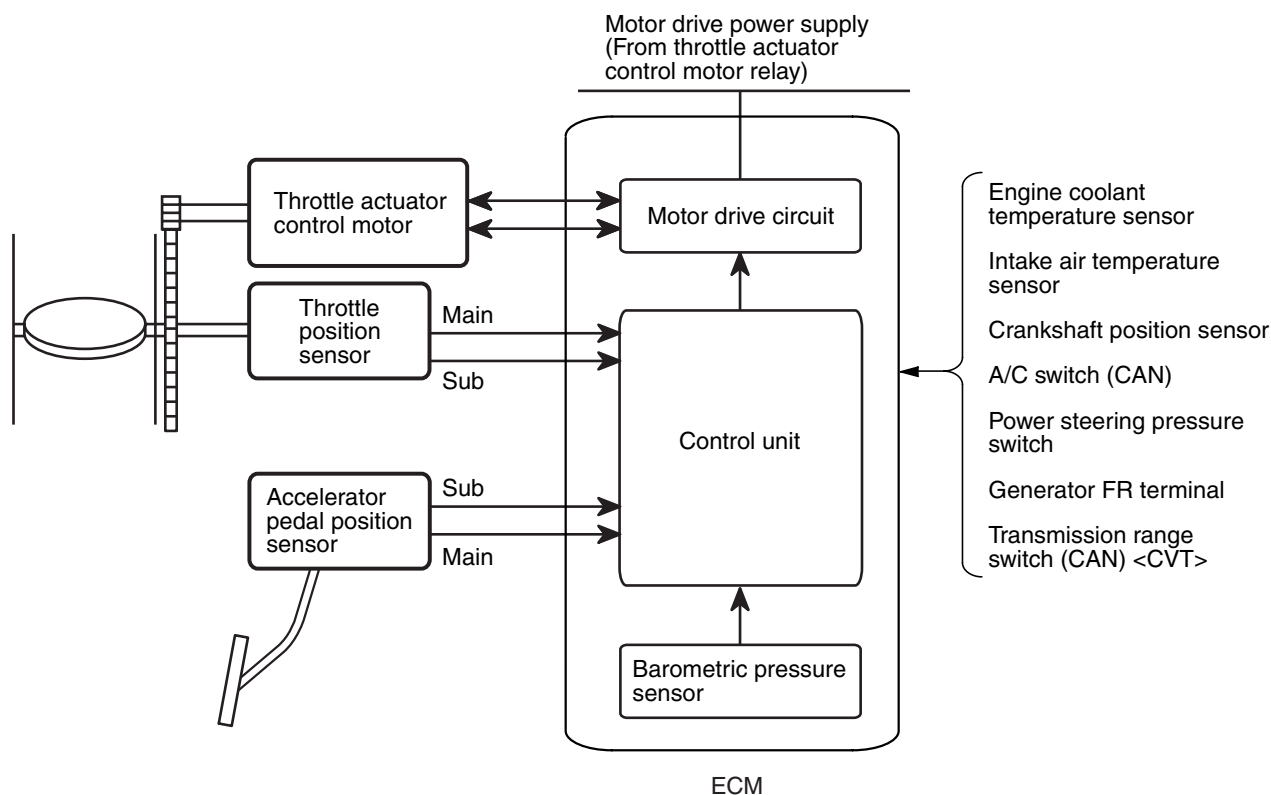 Motor drive power supply
(From throttle actuator
control motor relay)
Throttle actuator
control motor
Motor drive circuit
Throttle
position
sensor
Main
Sub
Control unit
Accelerator
pedal position
sensor
Sub
Main
Barometric pressure
sensor
ECM
Engine coolant
temperature sensor
Intake air temperature
sensor
Crankshaft position sensor
A/C switch (CAN)
Power steering pressure
switch
Generator FR terminal
Transmission range
switch (CAN) <CVT>